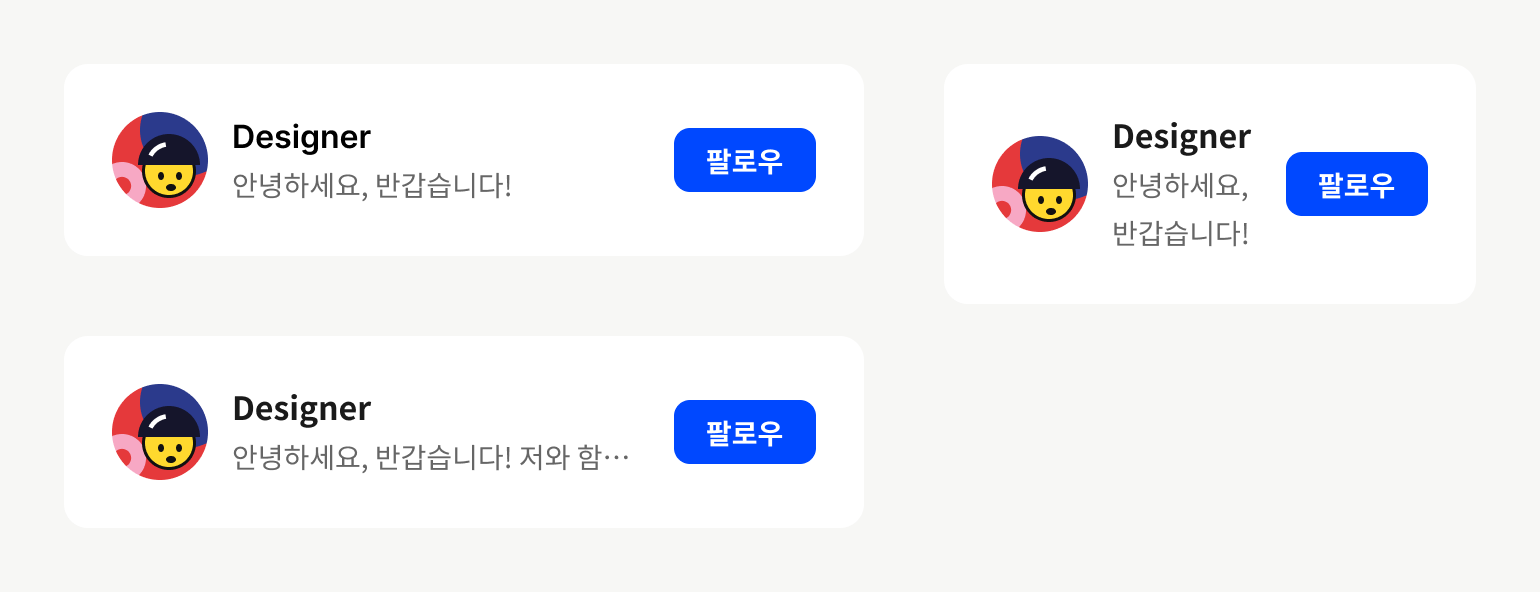 Designer
안녕하세요, 반갑습니다!
팔로우
Designer
안녕하세요,
반갑습니다!
팔로우
Designer
안녕하세요, 반갑습니다! 저와 함⋯
팔로우